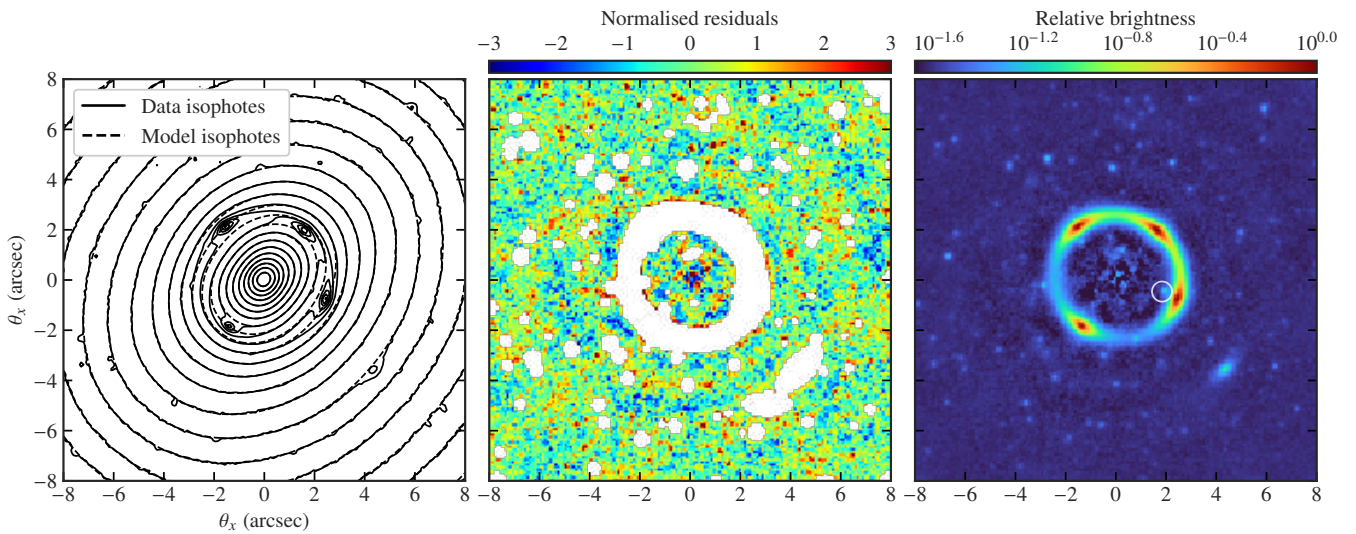 Normalised residuals
Relative brightness
−3 −2 −1 0 1 2 3
10^−1.6 10^−1.2 10^−0.8 10^−0.4 10^0.0
8
6
4
2
0
−2
−4
−6
−8
θ_x (arcsec)
Data isophotes
Model isophotes
−8 −6 −4 −2 0 2 4 6 8
−8 −6 −4 −2 0 2 4 6 8
−8 −6 −4 −2 0 2 4 6 8
θ_x (arcsec)